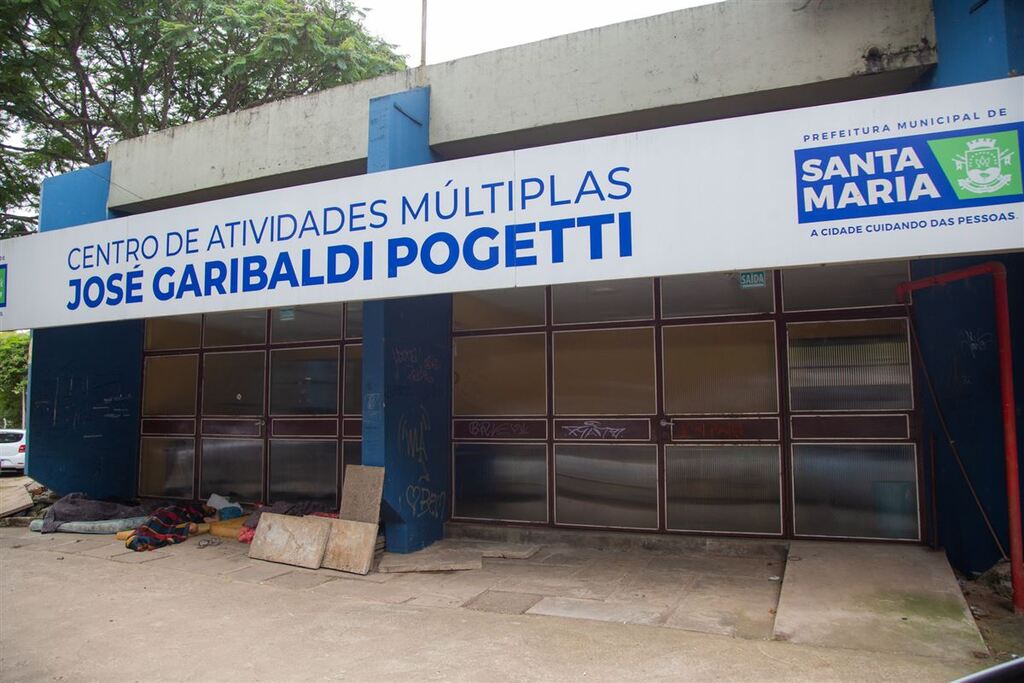 CENTRO DE ATIVIDADES MÚLTIPLAS
JOSÉ GARIBALDI POGETTI
PREFEITURA MUNICIPAL DE
SANTA
MARIA
A CIDADE CUIDANDO DAS PESSOAS.
SAÍDA